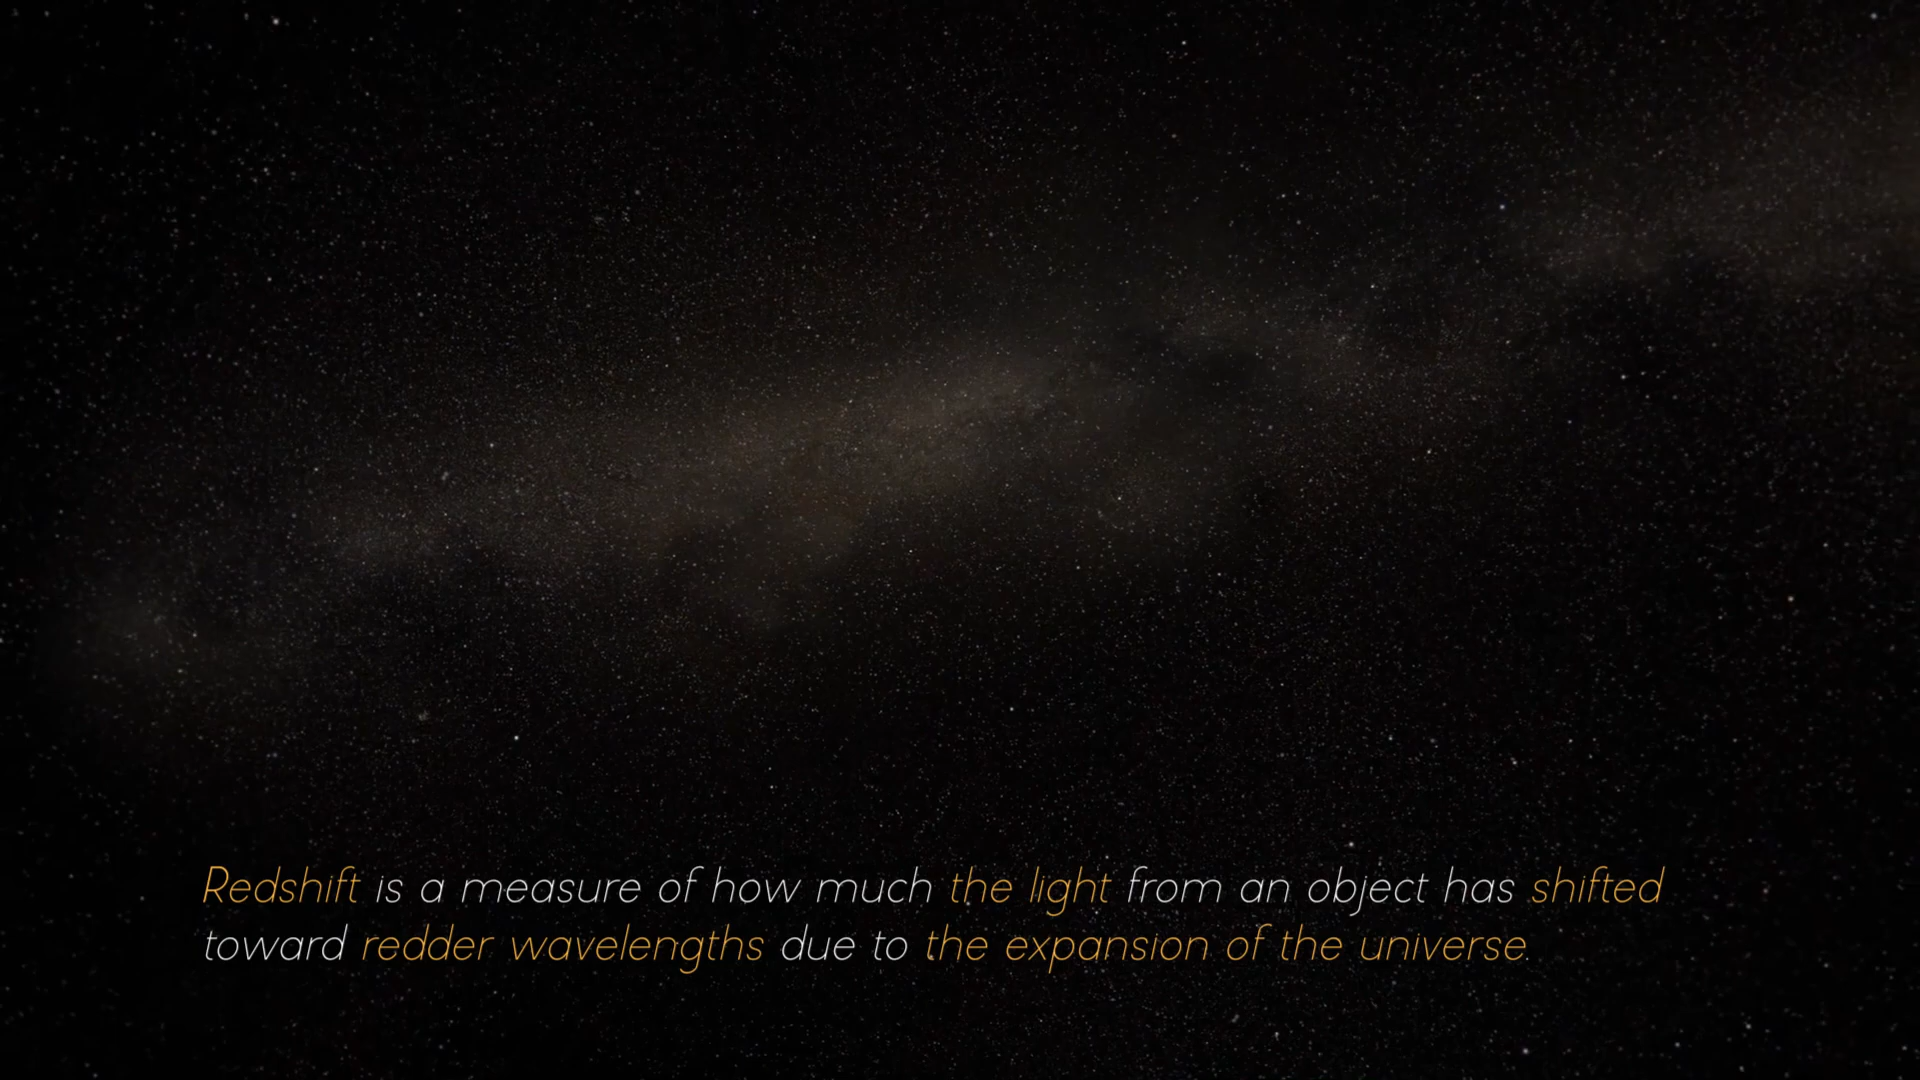 Redshift is a measure of how much the light from an object has shifted
toward redder wavelengths due to the expansion of the universe.